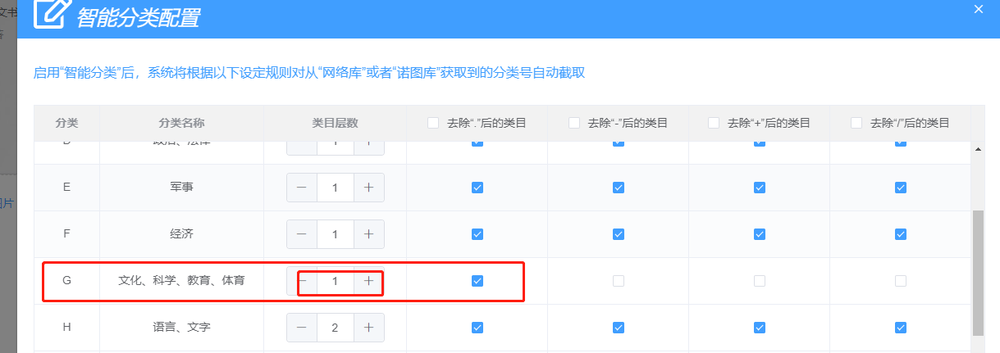 智能分类配置
启用“智能分类”后，系统将根据以下设定规则对从“网络库”或者“诺图库”获取到的分类号自动截取
分类 分类名称 类目层数 去除“.”后的类目 去除“-”后的类目 去除“+”后的类目 去除“/”后的类目
D 政治、法律 1
E 军事 1
F 经济 1
G 文化、科学、教育、体育 1
H 语言、文字 2
文书
图片